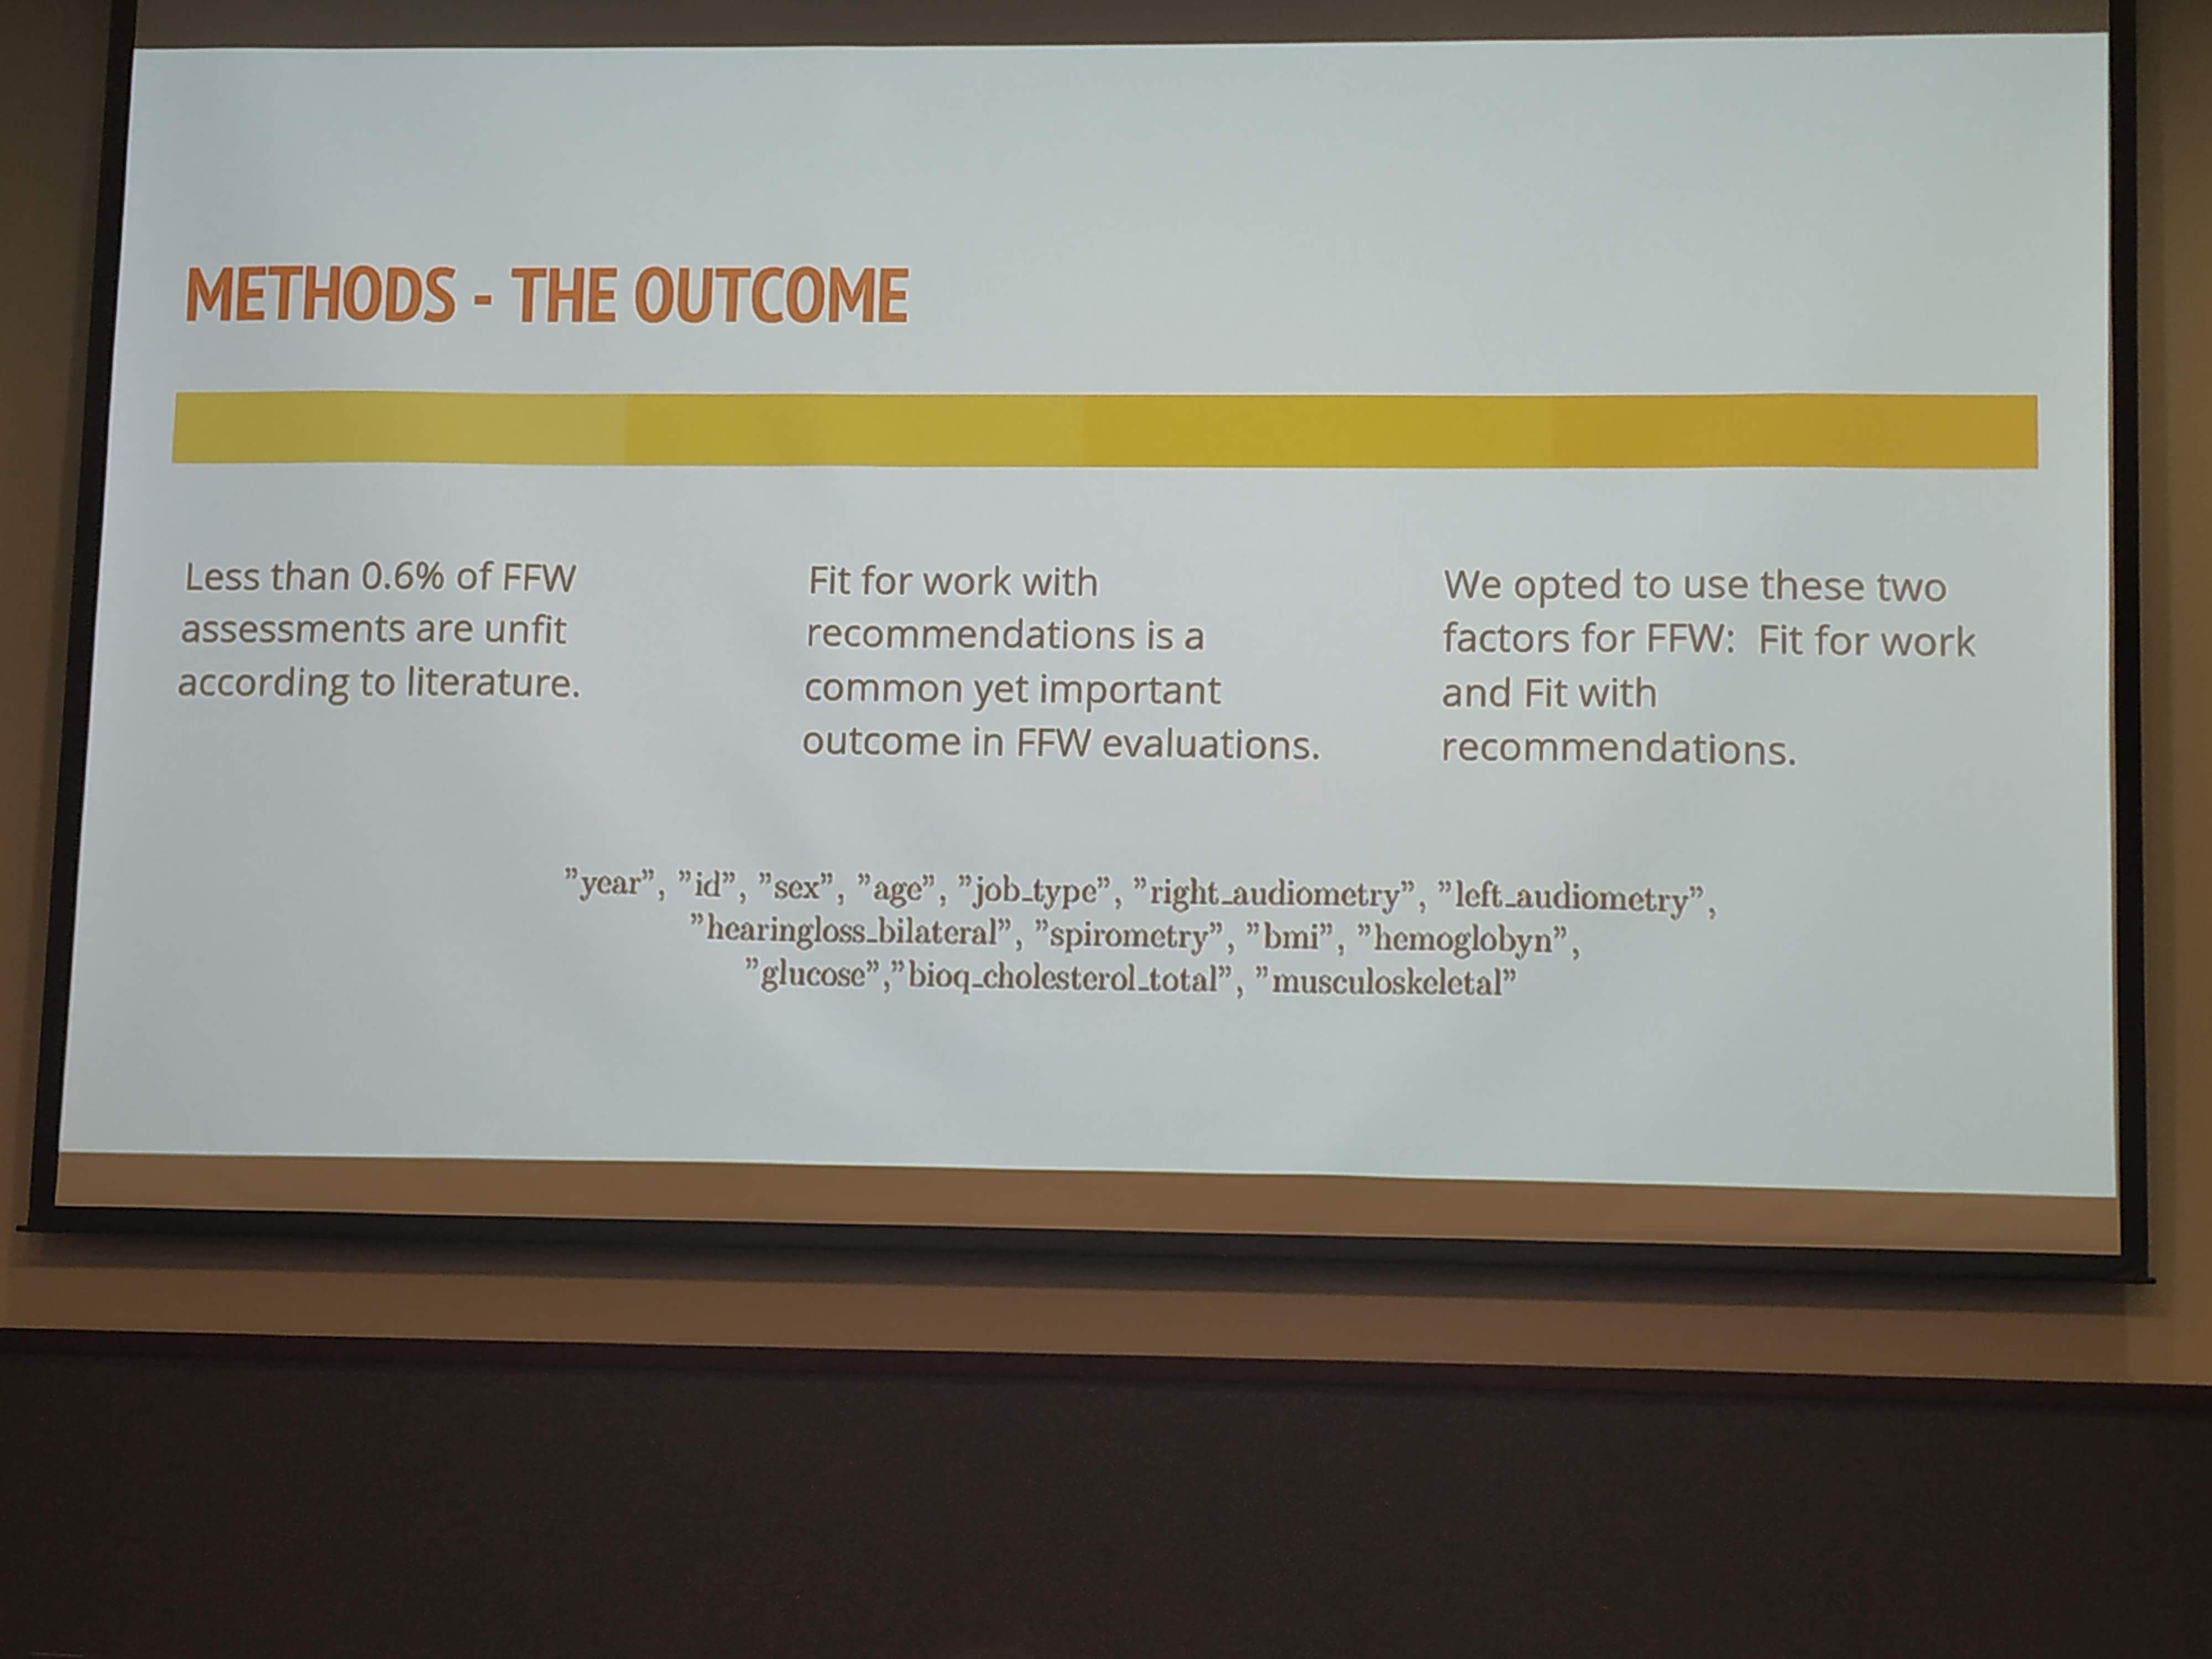 METHODS - THE OUTCOME
Less than 0.6% of FFW
assessments are unfit
according to literature.
Fit for work with
recommendations is a
common yet important
outcome in FFW evaluations.
We opted to use these two
factors for FFW:  Fit for work
and Fit with
recommendations.
”year”, ”id”, ”sex”, ”age”, ”job_type”, ”right_audiometry”, ”left_audiometry”,
”hearingloss_bilateral”, ”spirometry”, ”bmi”, ”hemoglobyn”,
”glucose”,”bioq_cholesterol_total”, ”musculoskeletal”